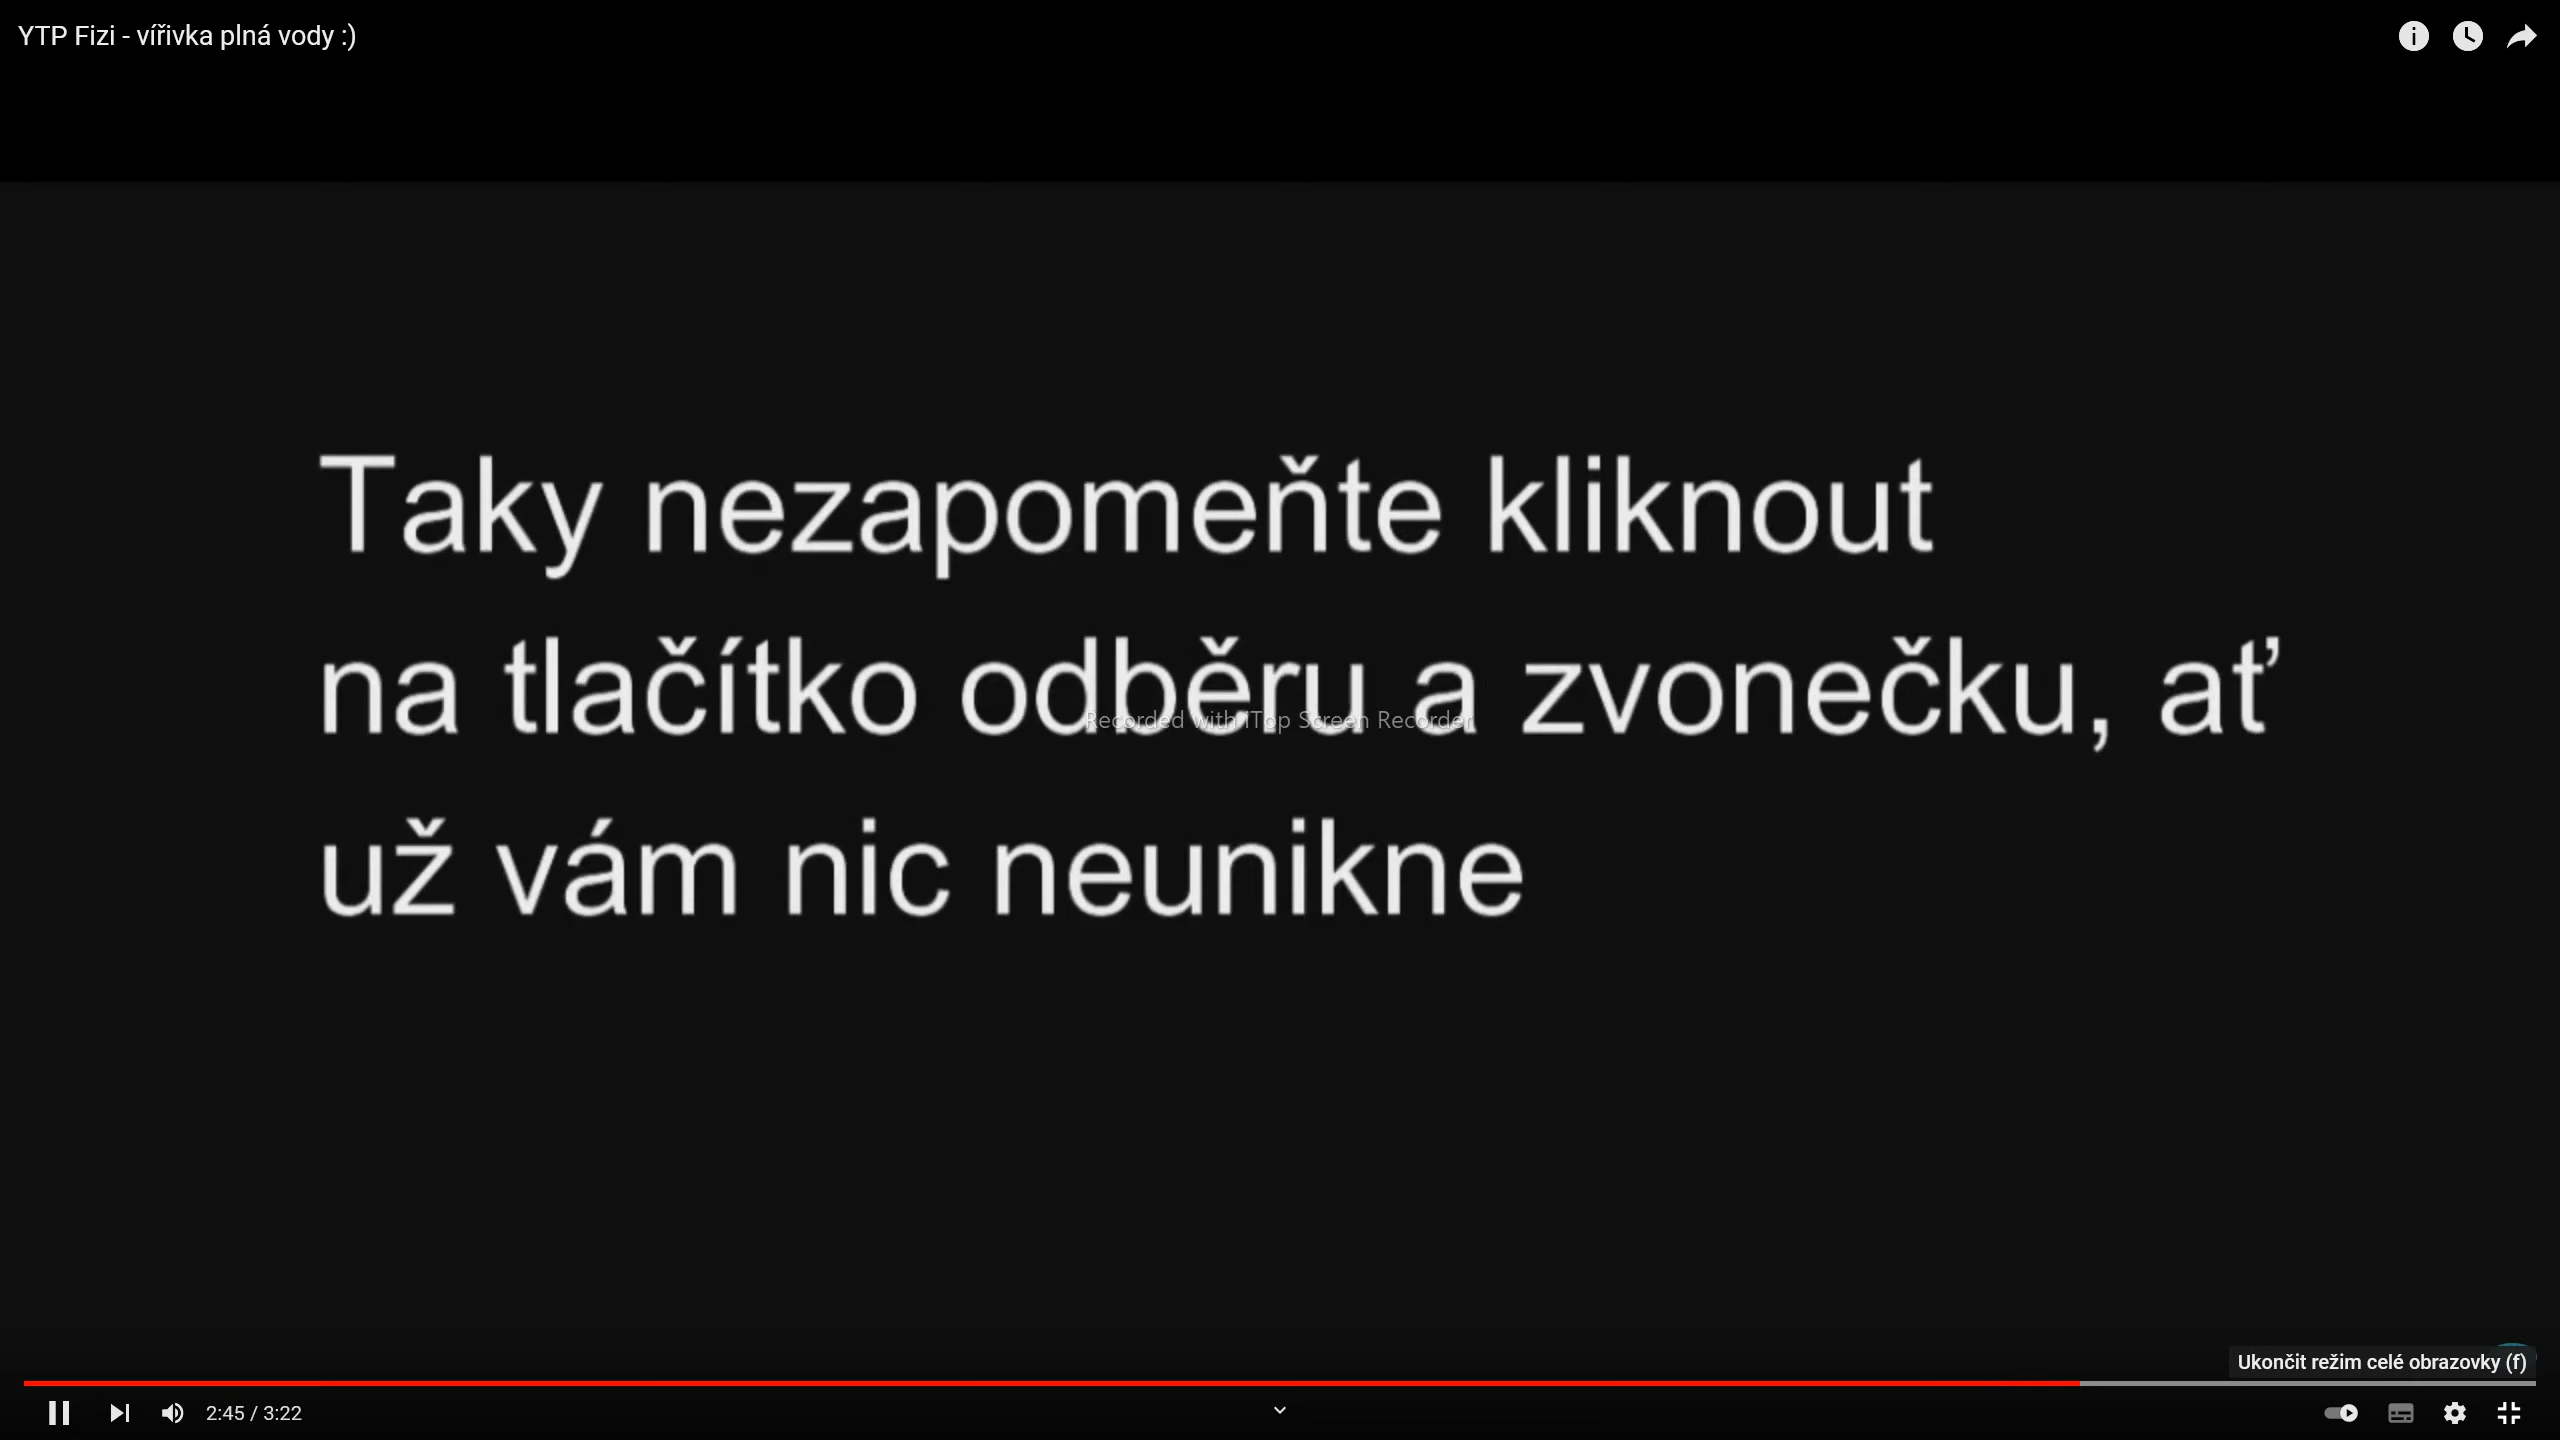 YTP Fizi - vířivka plná vody :)
Taky nezapomeňte kliknout
na tlačítko odběru a zvonečku, ať
Recorded with iTop Screen Recorder
už vám nic neunikne
Ukončit režim celé obrazovky (f)
2:45 / 3:22